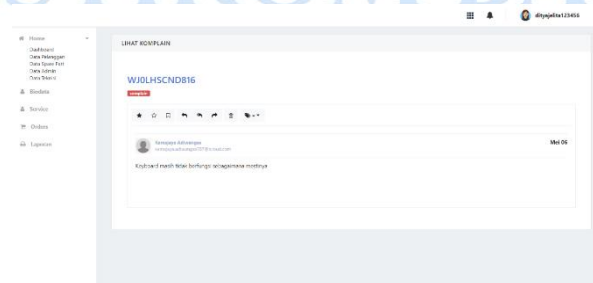 dityajelita123456
Home
Dashboard
Data Pelanggan
Data Spare Part
Data Admin
Data Teknisi
Biodata
Service
Orders
Laporan
LIHAT KOMPLAIN
WJ0LHSCND816
complain
Mei 06
Keyboard masih tidak berfungsi sebagaimana mestinya